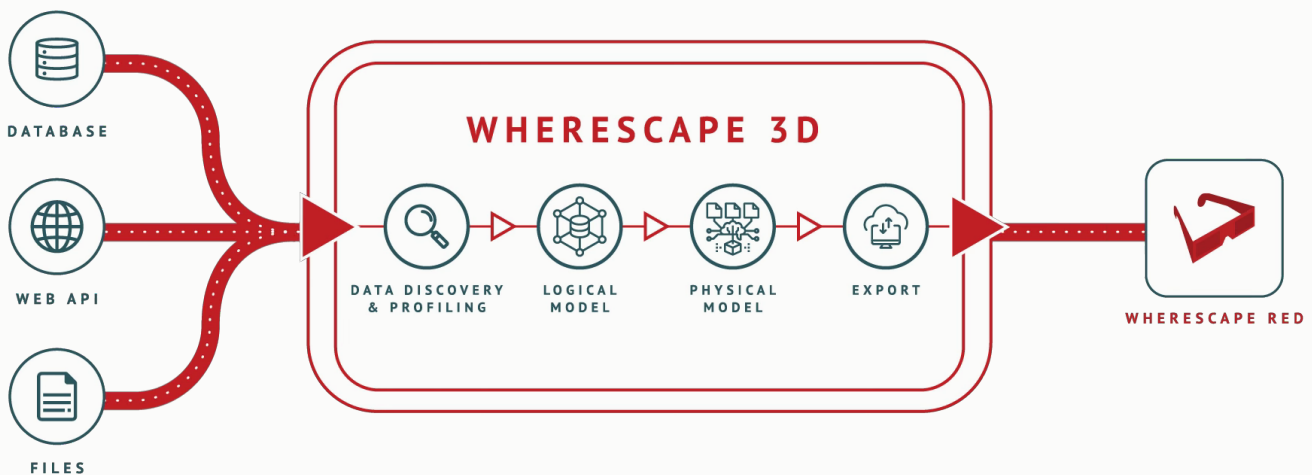 DATABASE
WEB API
FILES
WHERESCAPE 3D
DATA DISCOVERY
& PROFILING
LOGICAL
MODEL
PHYSICAL
MODEL
EXPORT
WHERESCAPE RED